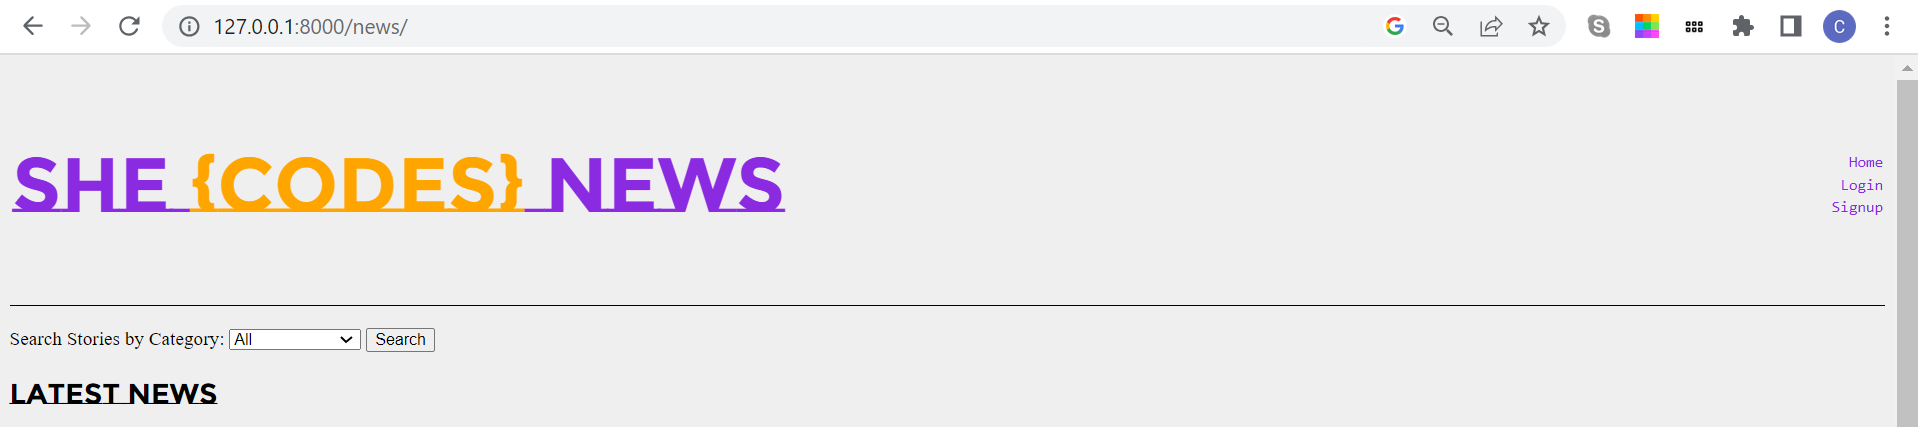 127.0.0.1:8000/news/
C
SHE {CODES} NEWS
Home
Login
Signup
Search Stories by Category: All Search
LATEST NEWS